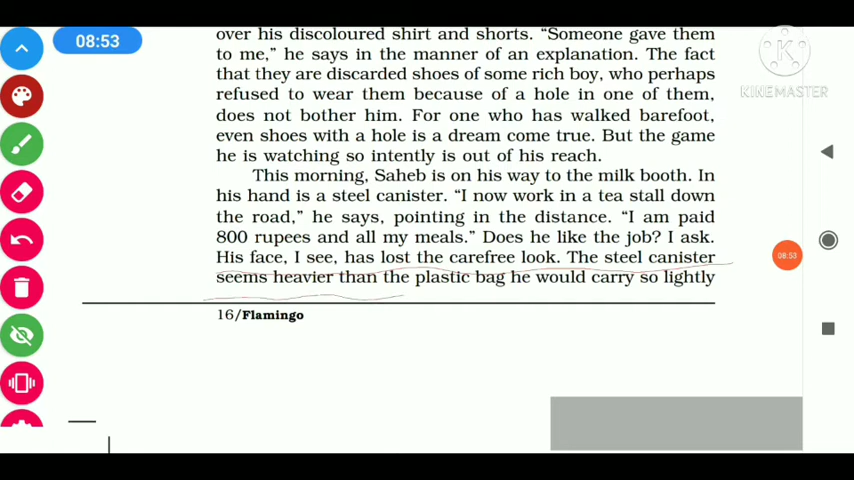 08:53
over his discoloured shirt and shorts. “Someone gave them
to me,” he says in the manner of an explanation. The fact
that they are discarded shoes of some rich boy, who perhaps
refused to wear them because of a hole in one of them,
does not bother him. For one who has walked barefoot,
even shoes with a hole is a dream come true. But the game
he is watching so intently is out of his reach.
This morning, Saheb is on his way to the milk booth. In
his hand is a steel canister. “I now work in a tea stall down
the road,” he says, pointing in the distance. “I am paid
800 rupees and all my meals.” Does he like the job? I ask.
His face, I see, has lost the carefree look. The steel canister
seems heavier than the plastic bag he would carry so lightly
16/Flamingo
K
KINEMASTER
08:53